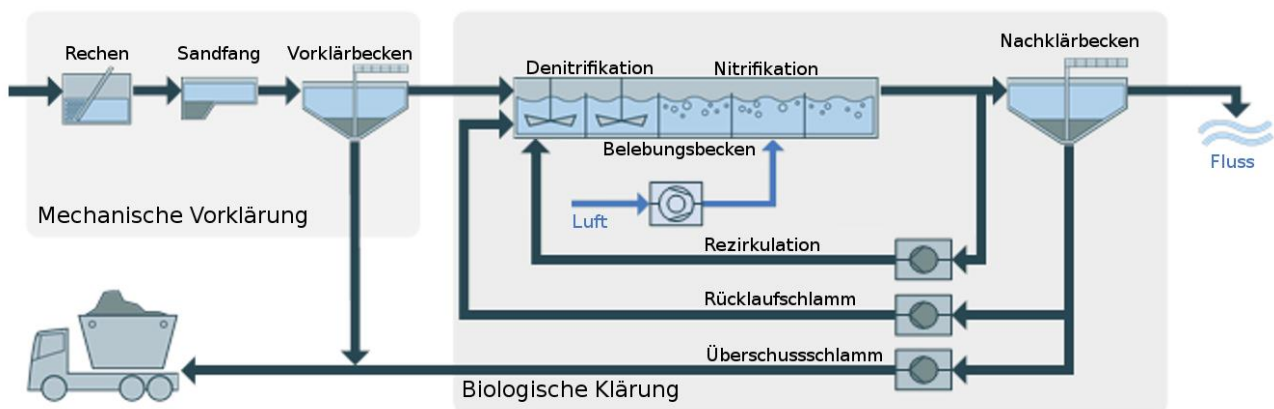 Rechen
Sandfang
Vorklärbecken
Mechanische Vorklärung
Denitrifikation
Nitrifikation
Nachklärbecken
Belebungsbecken
Luft
Fluss
Rezirkulation
Rücklaufschlamm
Überschussschlamm
Biologische Klärung